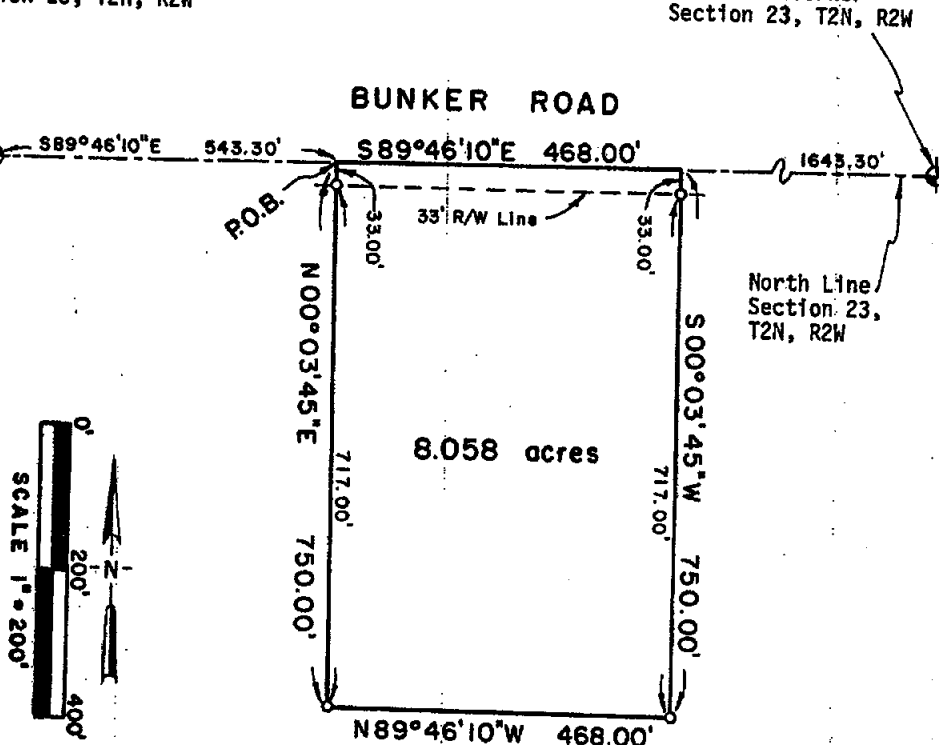 T2N, R2W
Section 23, T2N, R2W
BUNKER ROAD
S89°46'10"E 543.30'
S89°46'10"E 468.00'
1643.30'
P.O.B.
33.00'
33' R/W Line
33.00'
North Line
Section 23,
T2N, R2W
N00°03'45"E
717.00'
750.00'
8.058 acres
S00°03'45"W
717.00'
750.00'
0'
200'
400'
SCALE 1" = 200'
N
N89°46'10"W 468.00'